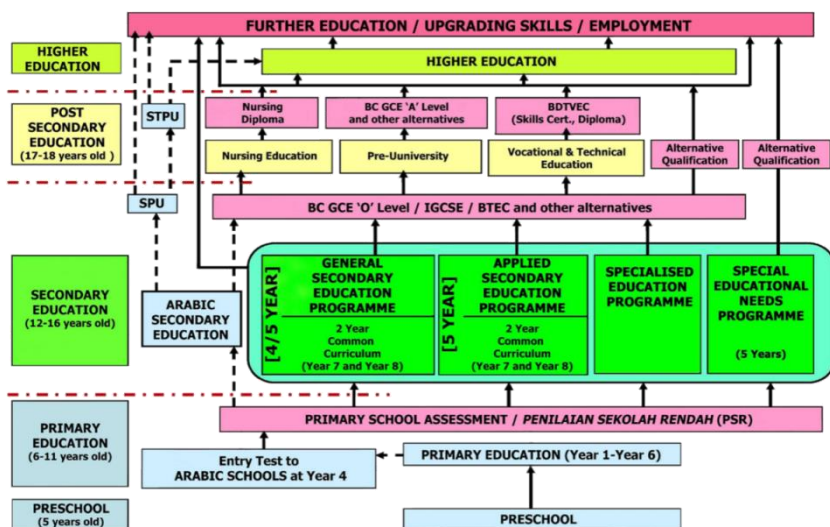 FURTHER EDUCATION / UPGRADING SKILLS / EMPLOYMENT
HIGHER
EDUCATION
HIGHER EDUCATION
POST
SECONDARY
EDUCATION
(17-18 years old )
STPU
Nursing
Diploma
BC GCE 'A' Level
and other alternatives
BDTVEC
(Skills Cert., Diploma)
Nursing Education
Pre-Uuniversity
Vocational & Technical
Education
Alternative
Qualification
Alternative
Qualification
SPU
BC GCE 'O' Level / IGCSE / BTEC and other alternatives
SECONDARY
EDUCATION
(12-16 years old)
ARABIC
SECONDARY
EDUCATION
[4/5 YEAR]
GENERAL
SECONDARY
EDUCATION
PROGRAMME
2 Year
Common
Curriculum
(Year 7 and Year 8)
[5 YEAR]
APPLIED
SECONDARY
EDUCATION
PROGRAMME
2 Year
Common
Curriculum
(Year 7 and Year 8)
SPECIALISED
EDUCATION
PROGRAMME
SPECIAL
EDUCATIONAL
NEEDS
PROGRAMME
(5 Years)
PRIMARY SCHOOL ASSESSMENT / PENILAIAN SEKOLAH RENDAH (PSR)
PRIMARY
EDUCATION
(6-11 years old)
Entry Test to
ARABIC SCHOOLS at Year 4
PRIMARY EDUCATION (Year 1-Year 6)
PRESCHOOL
(5 years old)
PRESCHOOL